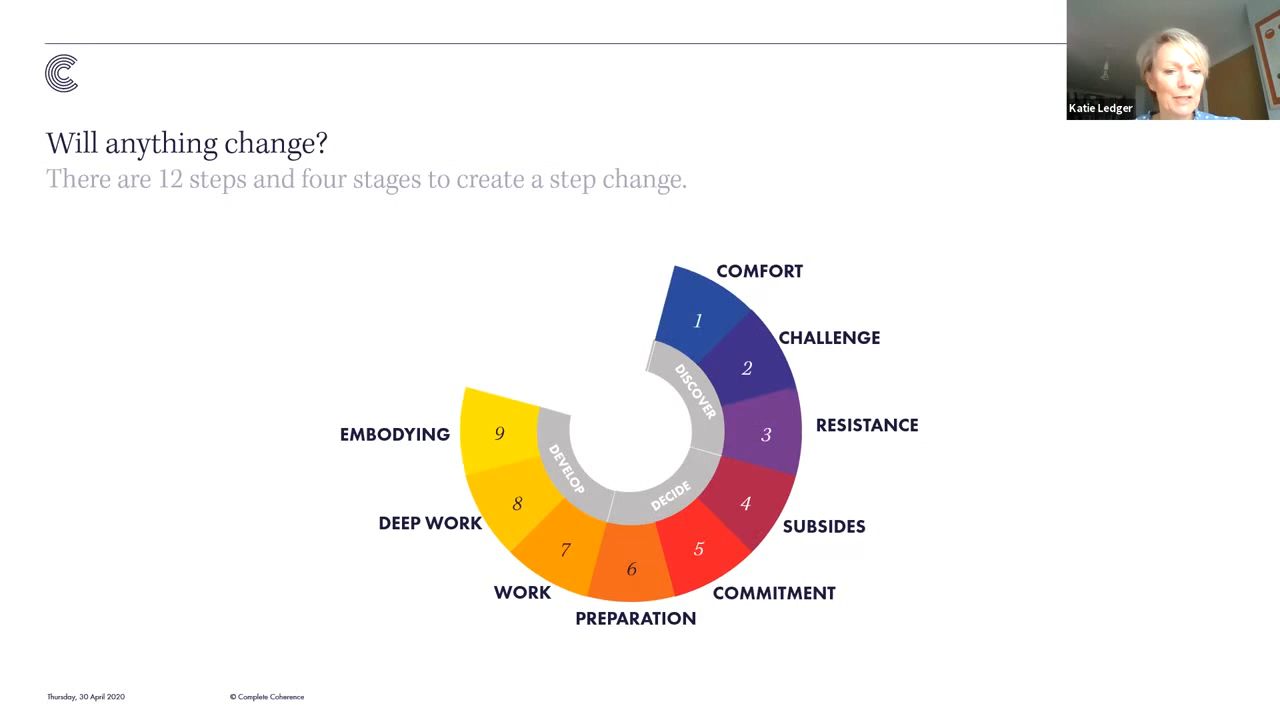 Katie Ledger
Will anything change?
There are 12 steps and four stages to create a step change.
COMFORT
1
CHALLENGE
2
DISCOVER
RESISTANCE
3
EMBODYING
9
DEVELOP
DECIDE
4
SUBSIDES
8
DEEP WORK
7
5
6
WORK
COMMITMENT
PREPARATION
Thursday, 30 April 2020
© Complete Coherence